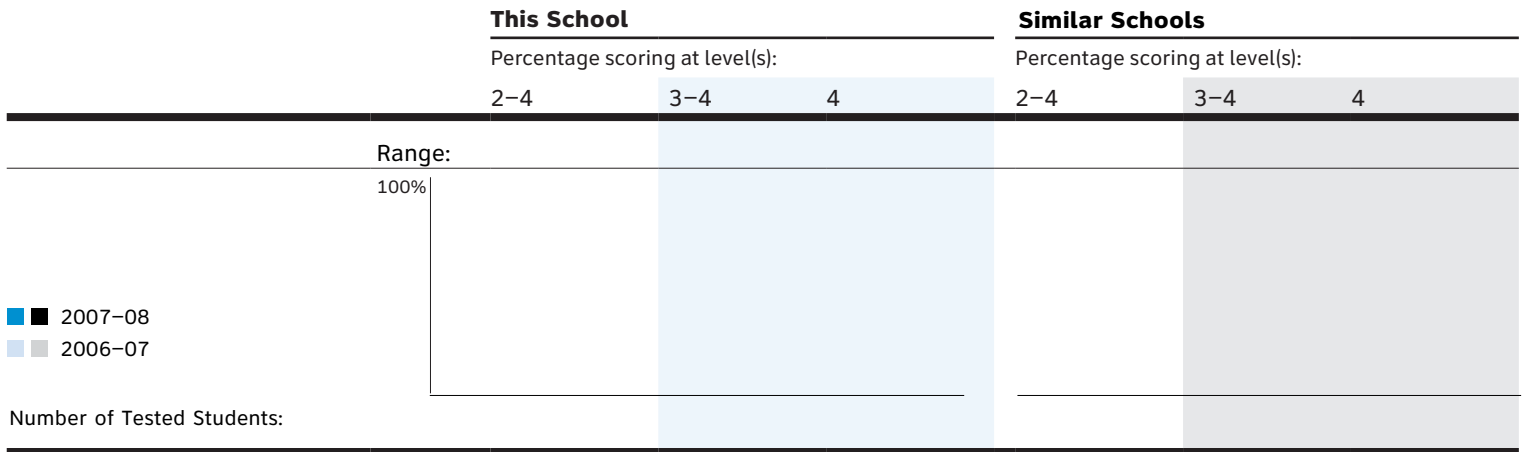 This School Similar Schools
Percentage scoring at level(s): Percentage scoring at level(s):
2–4 3–4 4 2–4 3–4 4
Range:
100%
2007–08
2006–07
Number of Tested Students: